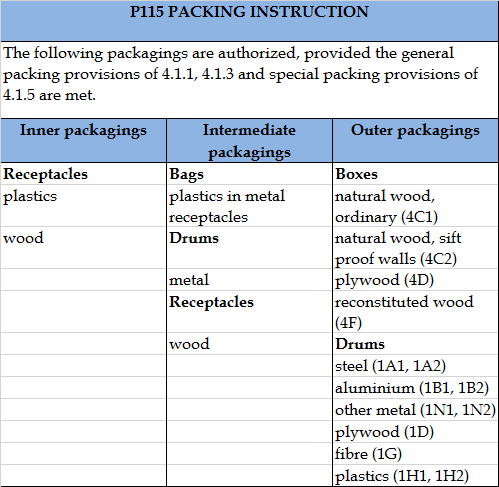 P115 PACKING INSTRUCTION
The following packagings are authorized, provided the general
packing provisions of 4.1.1, 4.1.3 and special packing provisions of
4.1.5 are met.
Inner packagings
Intermediate
packagings
Outer packagings
Receptacles
Bags
Boxes
plastics
plastics in metal
receptacles
natural wood,
ordinary (4C1)
wood
Drums
natural wood, sift
proof walls (4C2)
metal
plywood (4D)
Receptacles
reconstituted wood
(4F)
wood
Drums
steel (1A1, 1A2)
aluminium (1B1, 1B2)
other metal (1N1, 1N2)
plywood (1D)
fibre (1G)
plastics (1H1, 1H2)